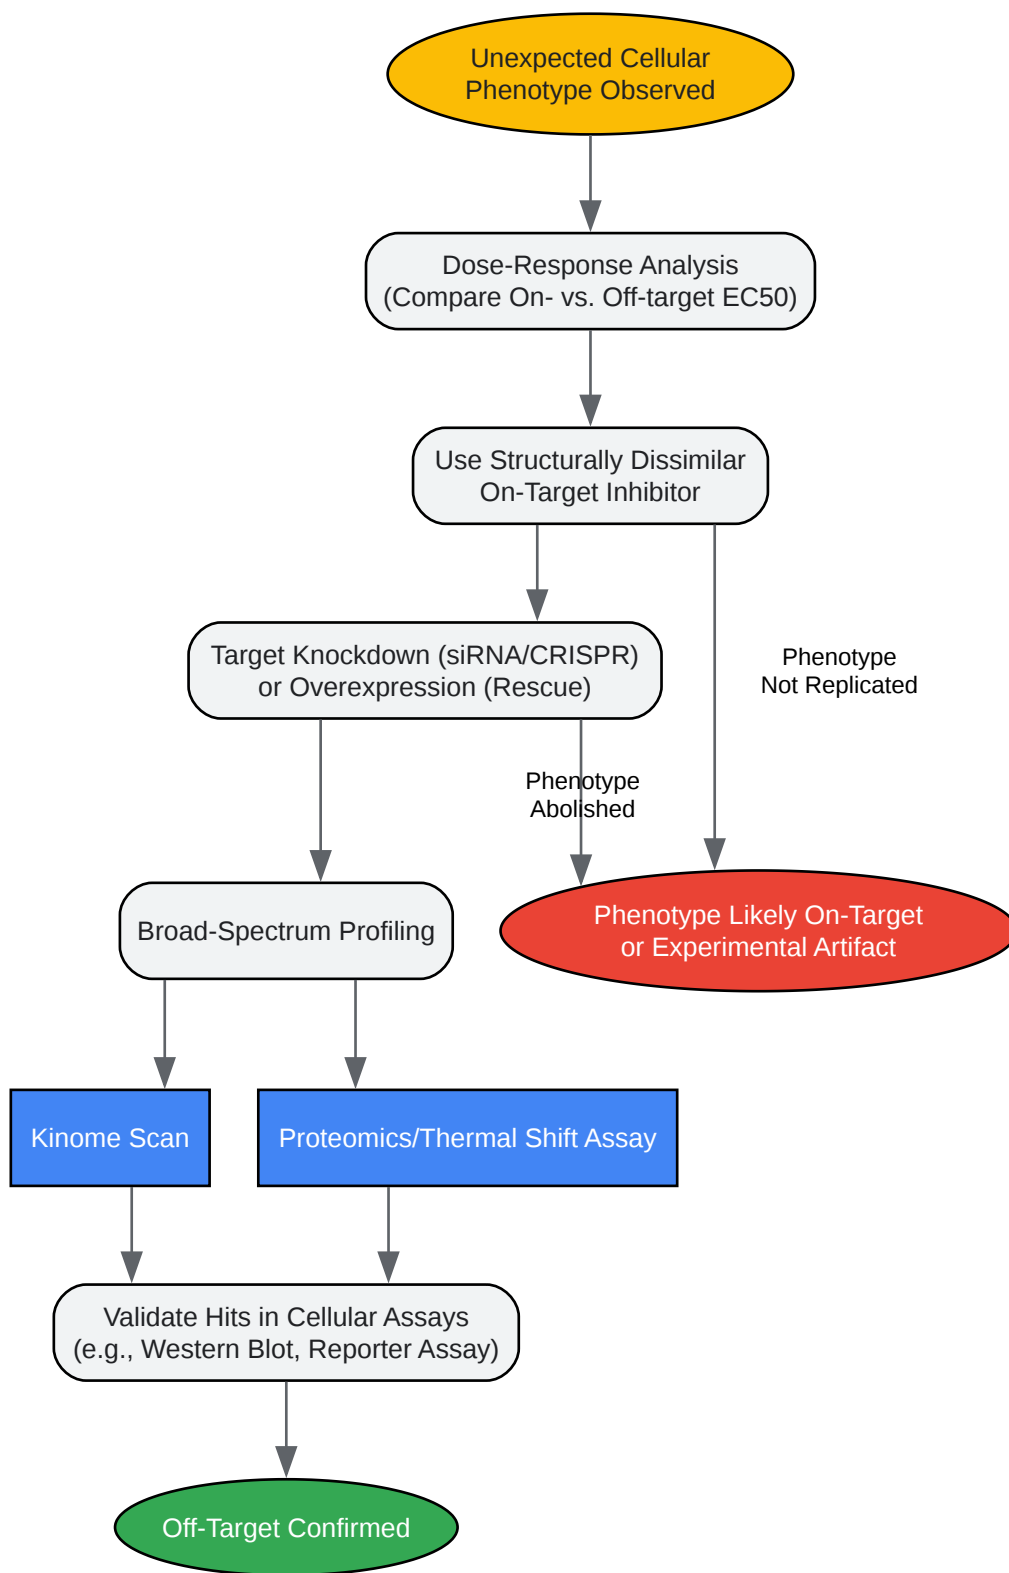 Unexpected Cellular
Phenotype Observed
Dose-Response Analysis
(Compare On- vs. Off-target EC50)
Use Structurally Dissimilar
On-Target Inhibitor
Target Knockdown (siRNA/CRISPR)
or Overexpression (Rescue)
Phenotype
Not Replicated
Phenotype
Abolished
Broad-Spectrum Profiling
Phenotype Likely On-Target
or Experimental Artifact
Kinome Scan
Proteomics/Thermal Shift Assay
Validate Hits in Cellular Assays
(e.g., Western Blot, Reporter Assay)
Off-Target Confirmed